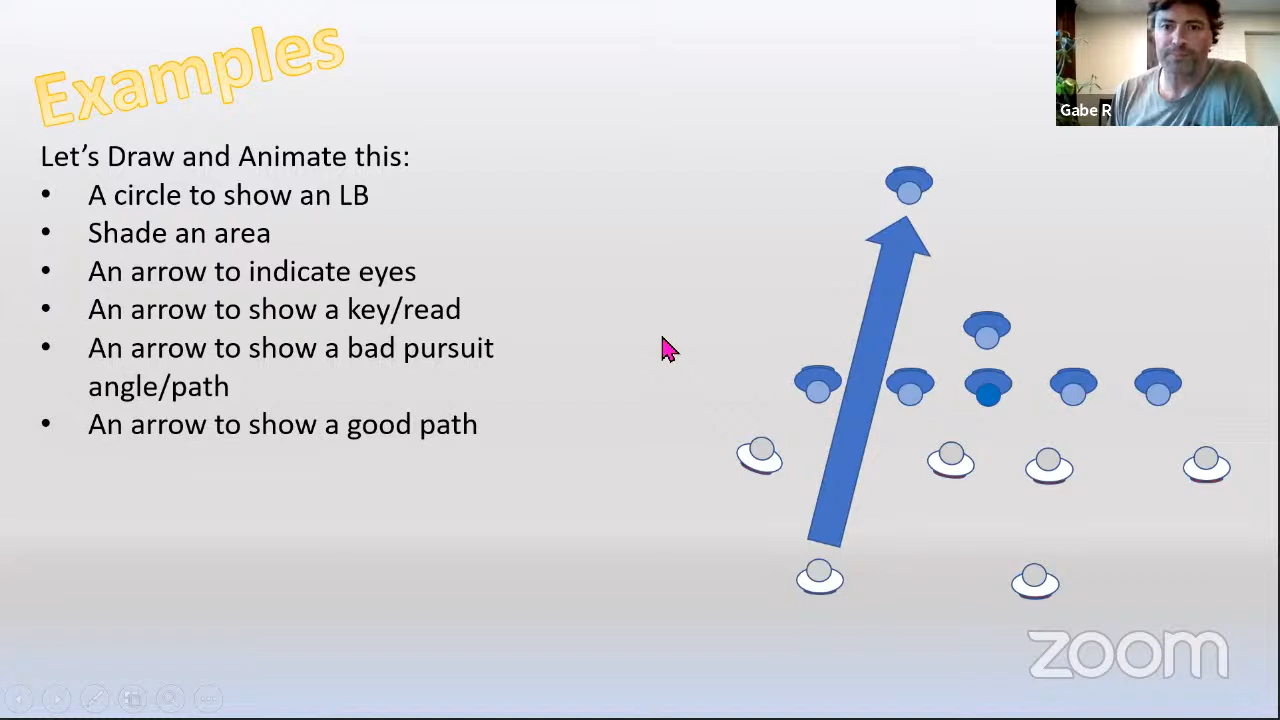 Examples
Gabe R
Let's Draw and Animate this:
• A circle to show an LB
• Shade an area
• An arrow to indicate eyes
• An arrow to show a key/read
• An arrow to show a bad pursuit
angle/path
• An arrow to show a good path
zoom